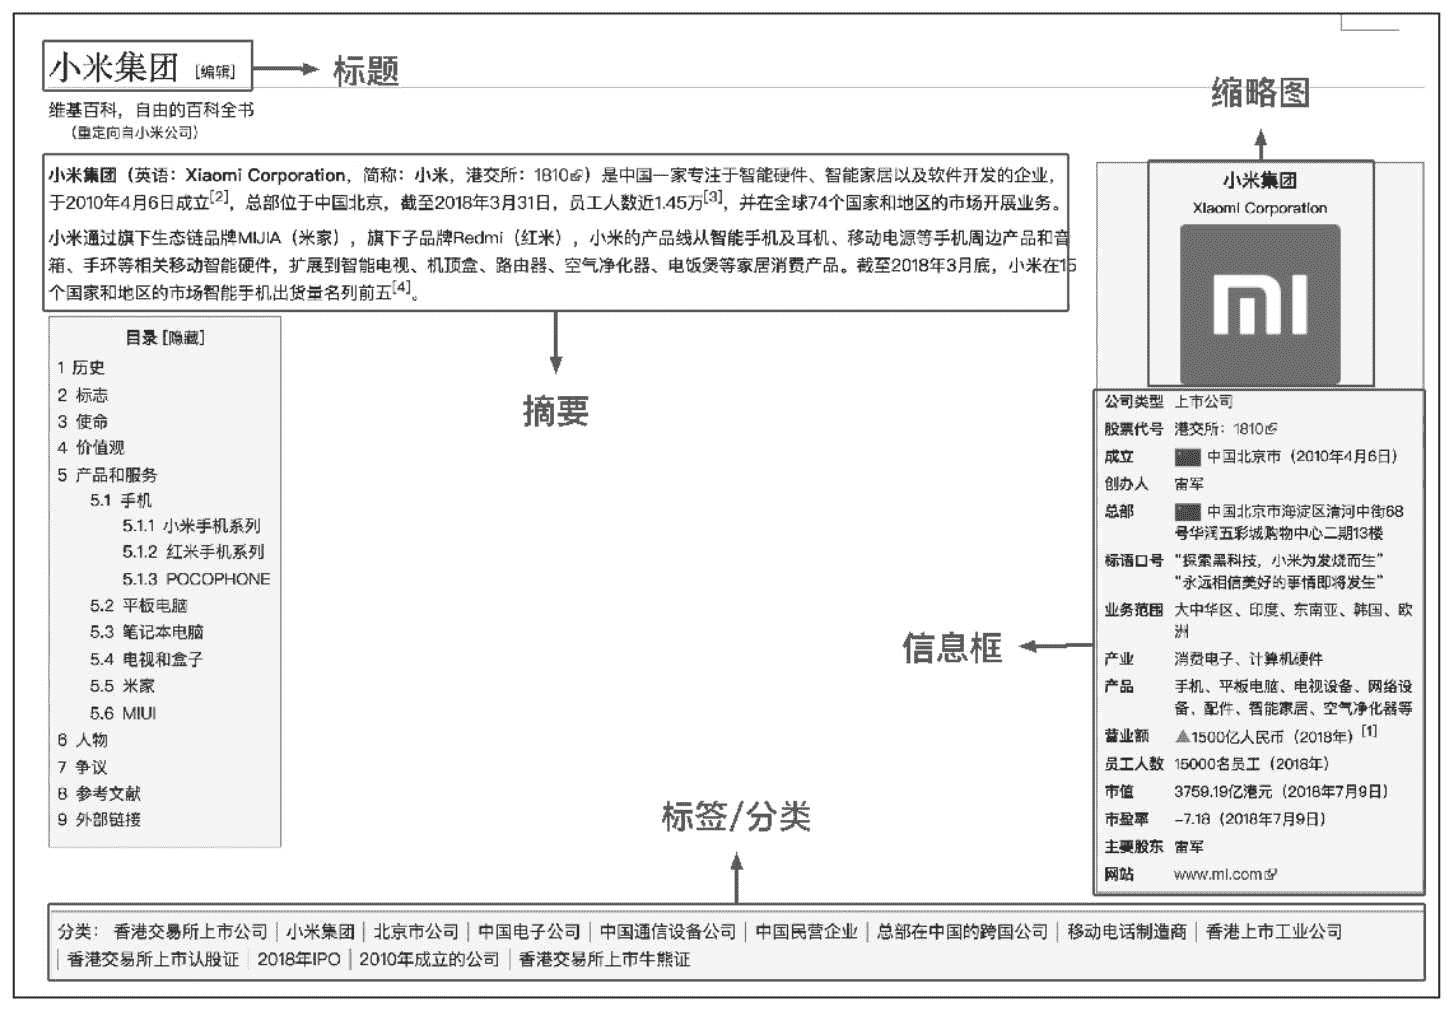 小米集团 [编辑]
标题
维基百科，自由的百科全书
（重定向自小米公司）
缩略图
小米集团（英语：Xiaomi Corporation，简称：小米，港交所：1810）是中国一家专注于智能硬件、智能家居以及软件开发的企业，
于2010年4月6日成立[2]，总部位于中国北京，截至2018年3月31日，员工人数近1.45万[3]，并在全球74个国家和地区的市场开展业务。
小米通过旗下生态链品牌MIJIA（米家），旗下子品牌Redmi（红米），小米的产品线从智能手机及耳机、移动电源等手机周边产品和音
箱、手环等相关移动智能硬件，扩展到智能电视、机顶盒、路由器、空气净化器、电饭煲等家居消费产品。截至2018年3月底，小米在15
个国家和地区的市场智能手机出货量名列前五[4]。
摘要
目录 [隐藏]
1 历史
2 标志
3 使命
4 价值观
5 产品和服务
5.1 手机
5.1.1 小米手机系列
5.1.2 红米手机系列
5.1.3 POCOPHONE
5.2 平板电脑
5.3 笔记本电脑
5.4 电视和盒子
5.5 米家
5.6 MIUI
6 人物
7 争议
8 参考文献
9 外部链接
小米集团
Xiaomi Corporation
mi
公司类型 上市公司
股票代号 港交所：1810
成立 中国北京市（2010年4月6日）
创办人 雷军
总部 中国北京市海淀区清河中街68
号华润五彩城购物中心二期13楼
标语口号 “探索黑科技，小米为发烧而生”
“永远相信美好的事情即将发生”
业务范围 大中华区、印度、东南亚、韩国、欧
洲
产业 消费电子、计算机硬件
产品 手机、平板电脑、电视设备、网络设
备、配件、智能家居、空气净化器等
营业额 ▲1500亿人民币（2018年）[1]
员工人数 15000名员工（2018年）
市值 3759.19亿港元（2018年7月9日）
市盈率 -7.18（2018年7月9日）
主要股东 雷军
网站 www.mi.com
信息框
标签/分类
分类： 香港交易所上市公司 | 小米集团 | 北京市公司 | 中国电子公司 | 中国通信设备公司 | 中国民营企业 | 总部在中国的跨国公司 | 移动电话制造商 | 香港上市工业公司
| 香港交易所上市认股证 | 2018年IPO | 2010年成立的公司 | 香港交易所上市牛熊证